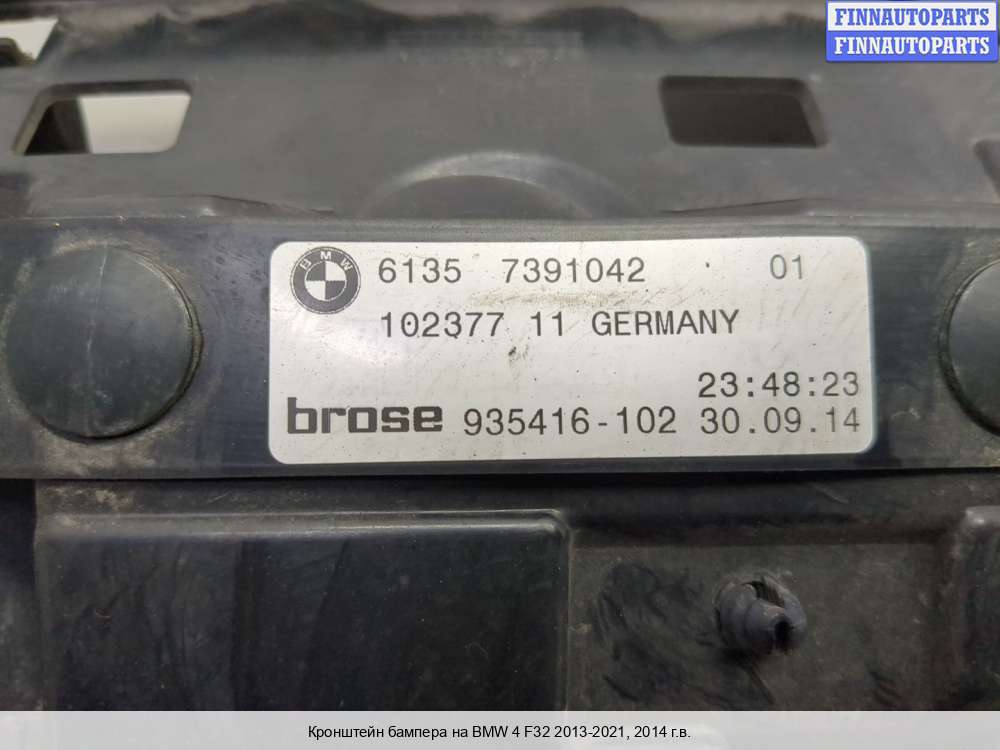 FINNAUTOPARTS
FINNAUTOPARTS
BMW 6135 7391042 01
102377 11 GERMANY
23:48:23
brose 935416-102 30.09.14
Кронштейн бампера на BMW 4 F32 2013-2021, 2014 г.в.